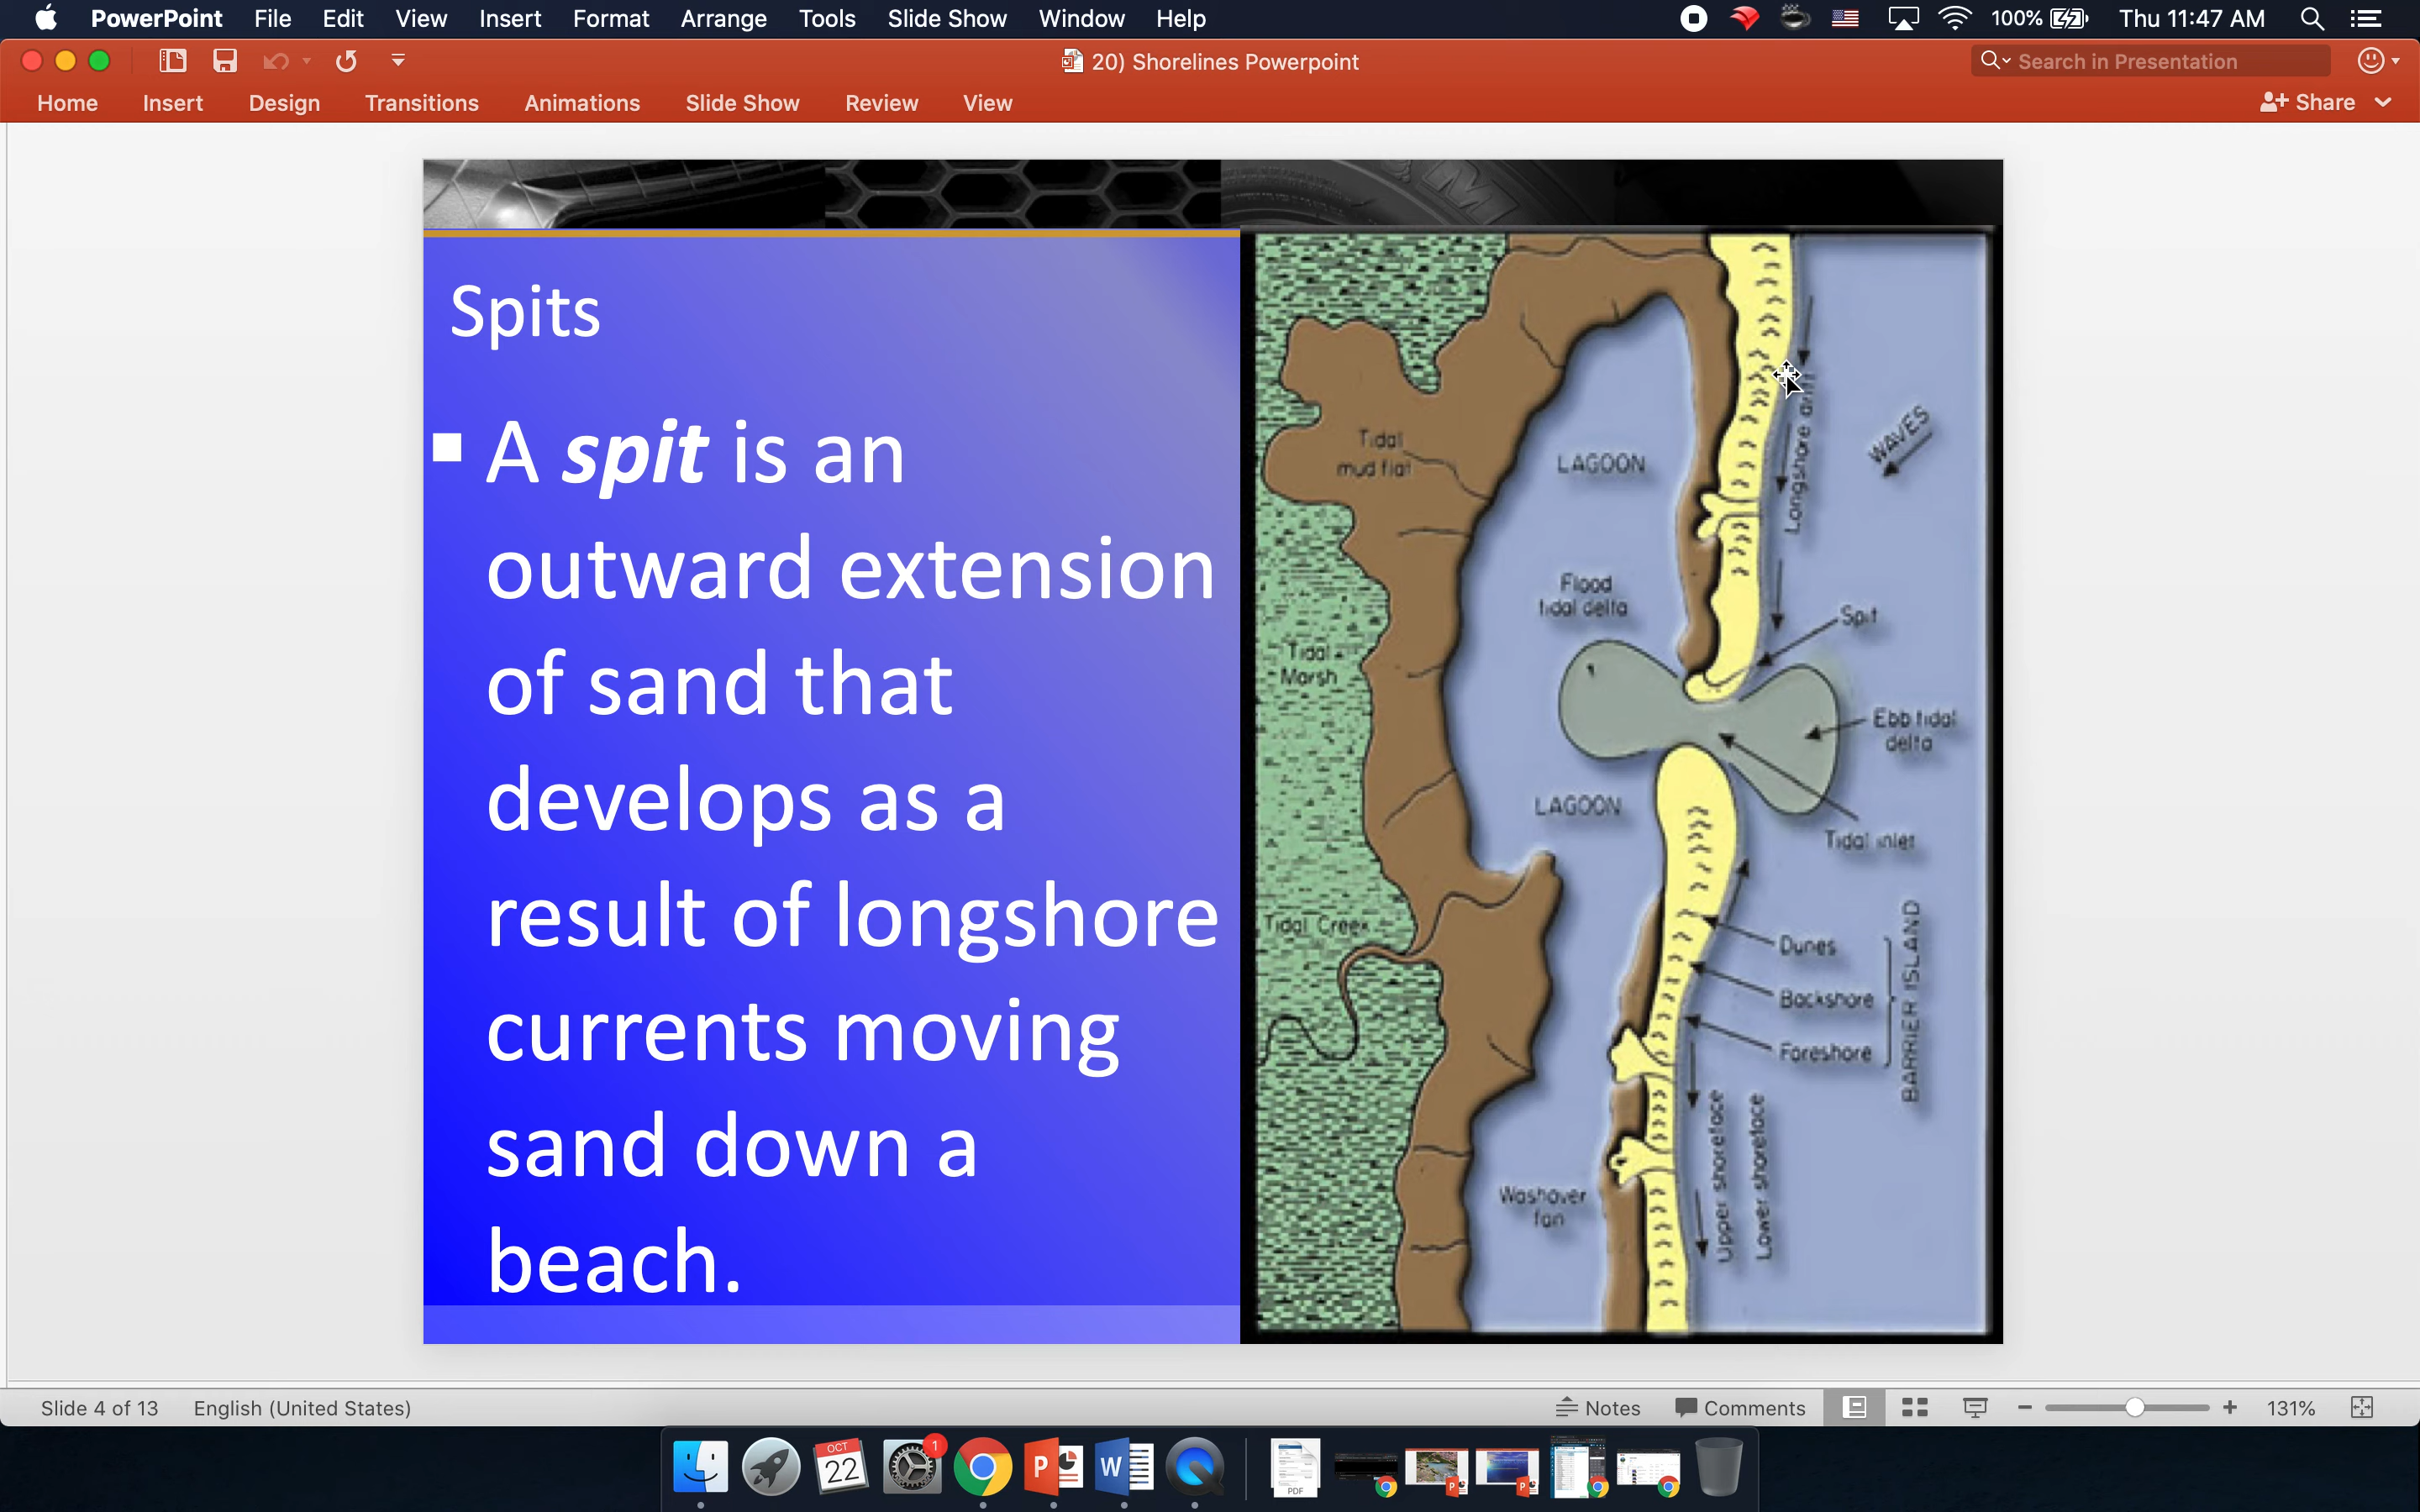 PowerPoint File Edit View Insert Format Arrange Tools Slide Show Window Help 100% Thu 11:47 AM
20) Shorelines Powerpoint Search in Presentation
Home Insert Design Transitions Animations Slide Show Review View Share
Spits
A spit is an
outward extension
of sand that
develops as a
result of longshore
currents moving
sand down a
beach.
Tidal
mud flat
LAGOON
Longshore drift
WAVES
Flood
tidal delta
Spit
Tidal
Marsh
Ebb tidal
delta
LAGOON
Tidal inlet
Tidal Creek
Dunes
Backshore
Foreshore
BARRIER ISLAND
Upper shoreface
Lower shoreface
Washover
fan
Slide 4 of 13 English (United States) Notes Comments 131%
OCT
22
1
P
W
PDF